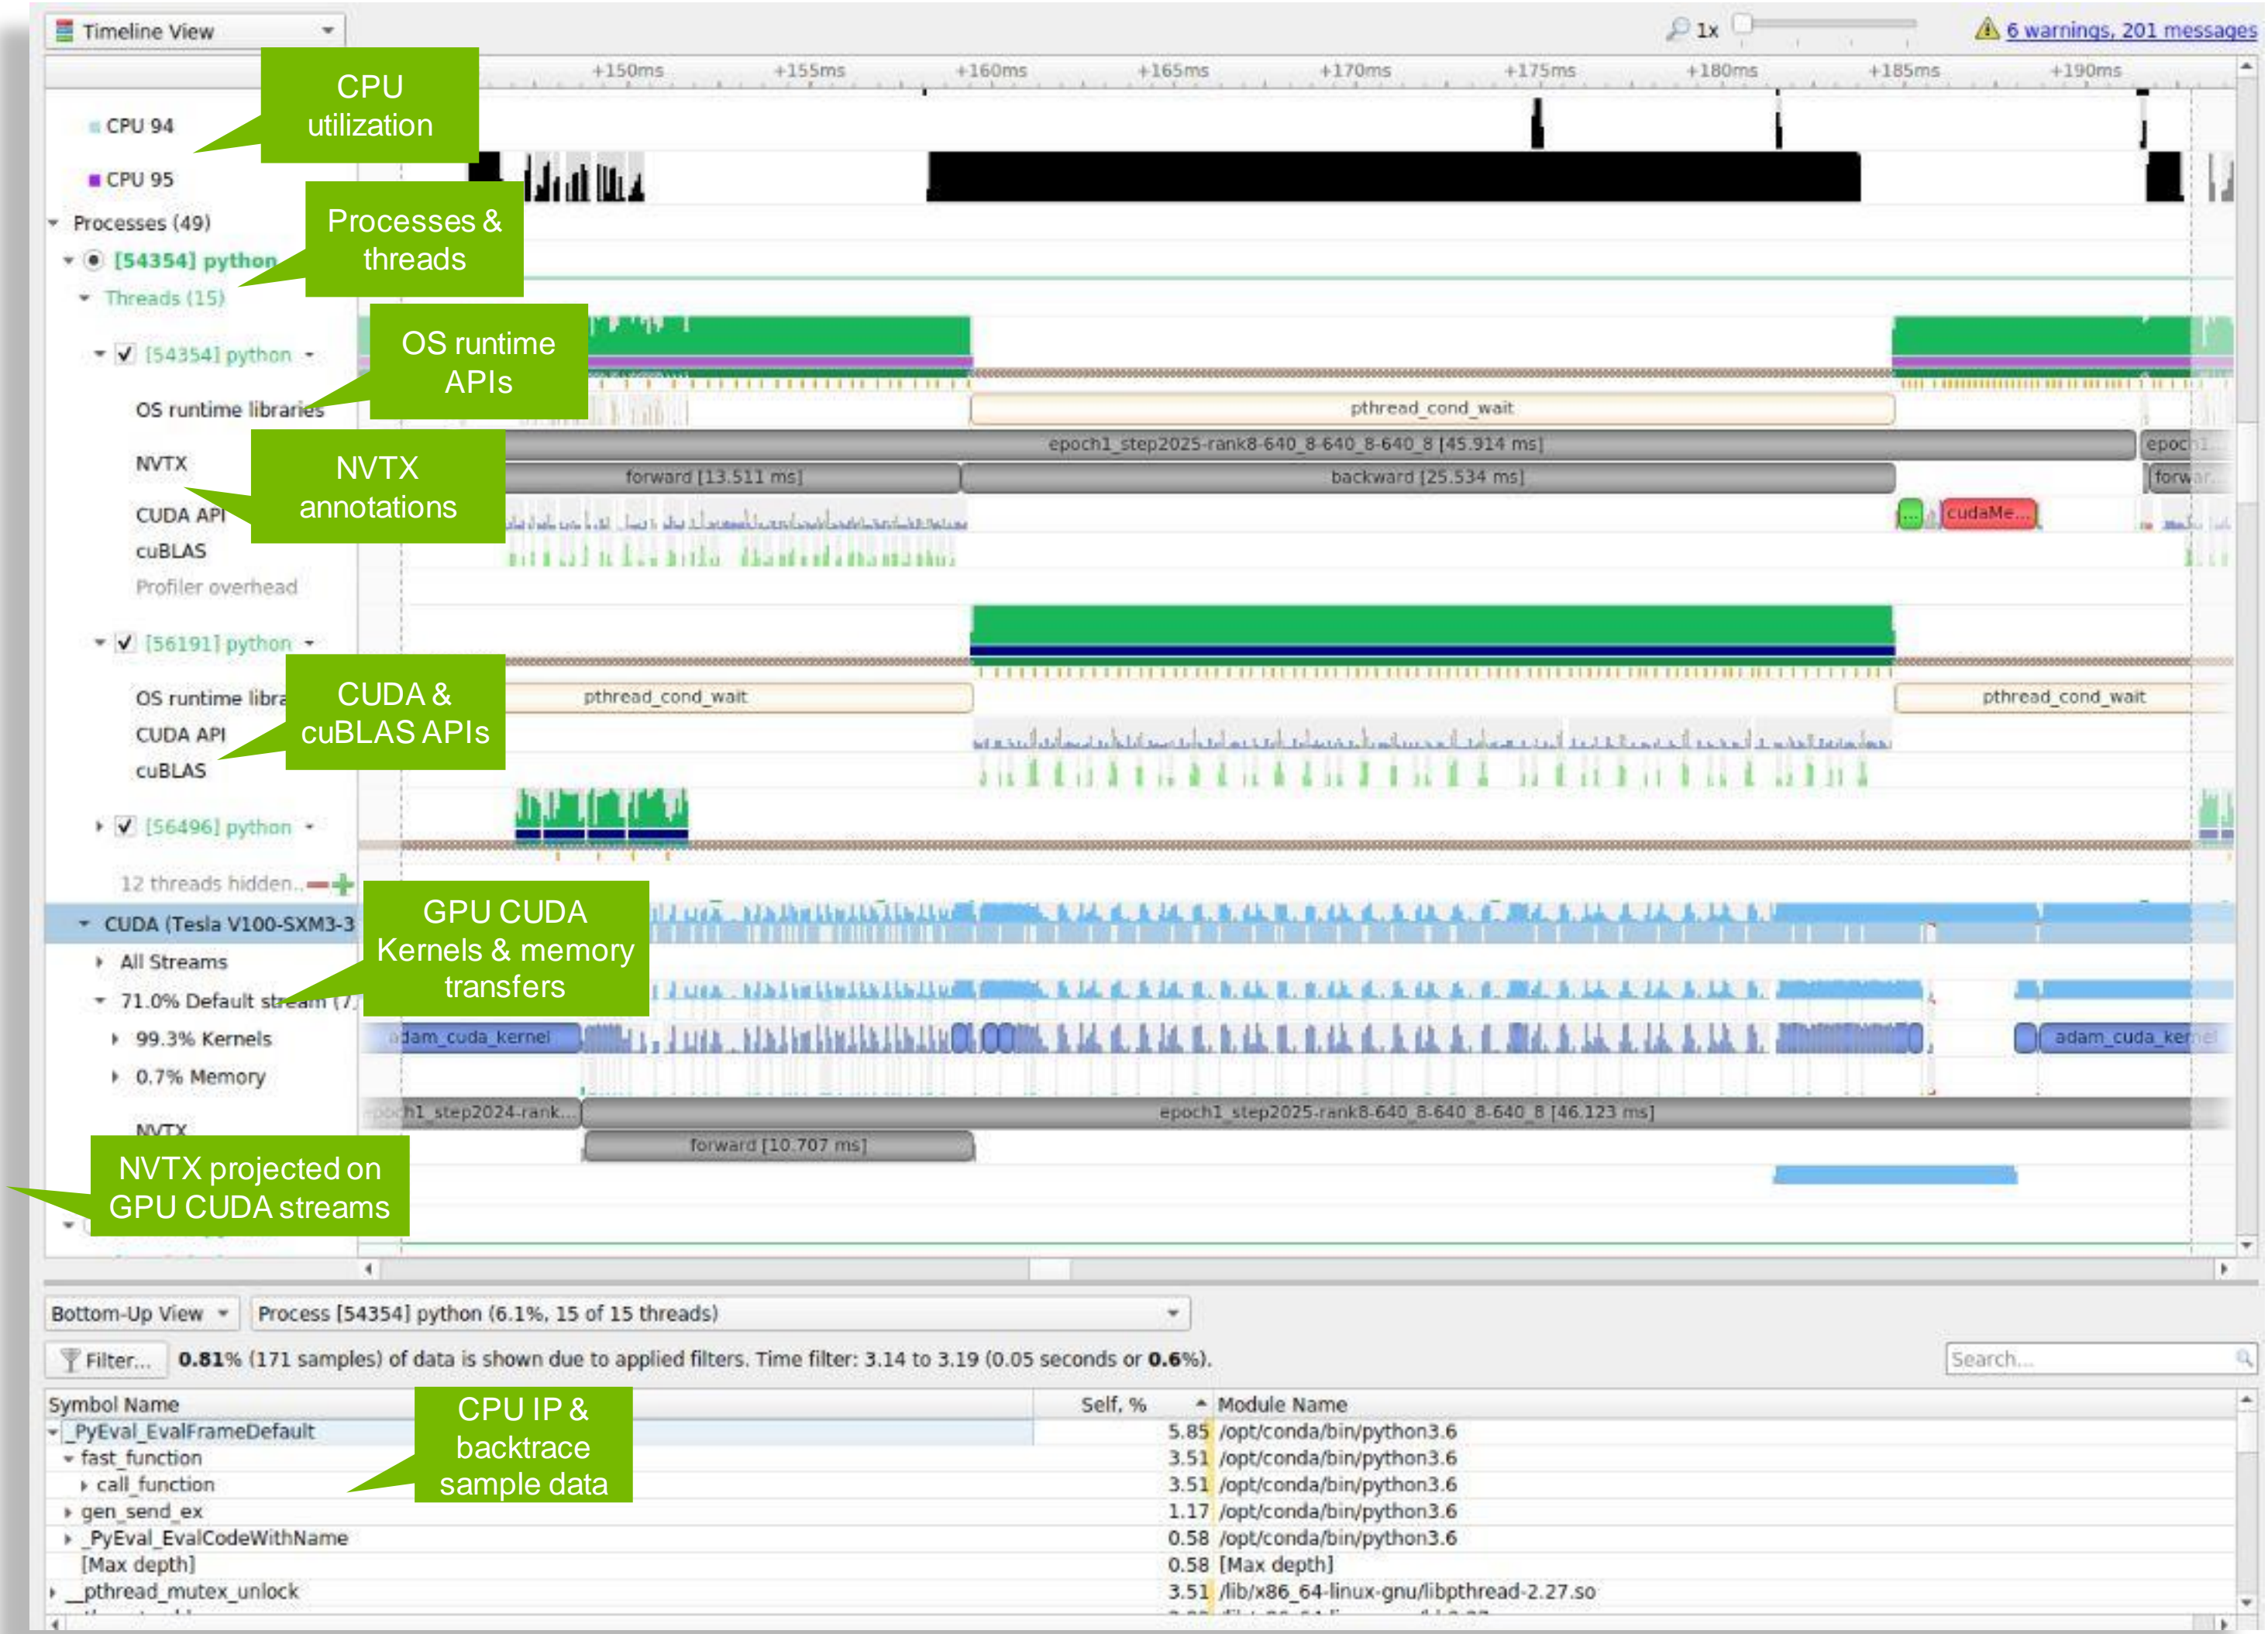 Timeline View
1x
6 warnings, 201 messages
+150ms +155ms +160ms +165ms +170ms +175ms +180ms +185ms +190ms
CPU
utilization
CPU 94
CPU 95
Processes (49)
Processes &
threads
[54354] python
Threads (15)
OS runtime
APIs
[54354] python
OS runtime libraries
pthread_cond_wait
NVTX
annotations
NVTX
epoch1_step2025-rank8-640_8-640_8-640_8 [45.914 ms]
epoch1...
forward [13.511 ms]
backward [25.534 ms]
forwar...
CUDA API
...
cudaMe...
cuBLAS
Profiler overhead
[56191] python
CUDA &
cuBLAS APIs
OS runtime libra
pthread_cond_wait
pthread_cond_wait
CUDA API
cuBLAS
[56496] python
12 threads hidden..
GPU CUDA
Kernels & memory
transfers
CUDA (Tesla V100-SXM3-3
All Streams
71.0% Default stream (7
99.3% Kernels
adam_cuda_kernel
adam_cuda_kernel
0.7% Memory
NVTX
epoch1_step2024-rank...
epoch1_step2025-rank8-640_8-640_8-640_8 [46.123 ms]
forward [10.707 ms]
NVTX projected on
GPU CUDA streams
Bottom-Up View
Process [54354] python (6.1%, 15 of 15 threads)
Filter...
0.81% (171 samples) of data is shown due to applied filters. Time filter: 3.14 to 3.19 (0.05 seconds or 0.6%).
Search...
CPU IP &
backtrace
sample data
Symbol Name Self, % Module Name
_PyEval_EvalFrameDefault 5.85 /opt/conda/bin/python3.6
fast_function 3.51 /opt/conda/bin/python3.6
call_function 3.51 /opt/conda/bin/python3.6
gen_send_ex 1.17 /opt/conda/bin/python3.6
_PyEval_EvalCodeWithName 0.58 /opt/conda/bin/python3.6
[Max depth] 0.58 [Max depth]
__pthread_mutex_unlock 3.51 /lib/x86_64-linux-gnu/libpthread-2.27.so